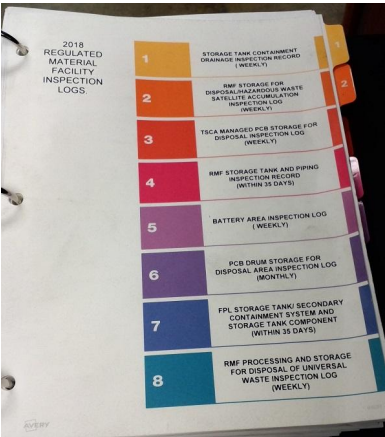 2018
REGULATED
MATERIAL
FACILITY
INSPECTION
LOGS.
1
STORAGE TANK CONTAINMENT
DRAINAGE INSPECTION RECORD
( WEEKLY)
1
2
RMF STORAGE FOR
DISPOSAL/HAZARDOUS WASTE
SATELLITE ACCUMULATION
INSPECTION LOG
(WEEKLY)
2
3
TSCA MANAGED PCB STORAGE FOR
DISPOSAL INSPECTION LOG
(WEEKLY)
4
RMF STORAGE TANK AND PIPING
INSPECTION RECORD
(WITHIN 35 DAYS)
5
BATTERY AREA INSPECTION LOG
( WEEKLY)
6
PCB DRUM STORAGE FOR
DISPOSAL AREA INSPECTION LOG
(MONTHLY)
7
FPL STORAGE TANK/ SECONDARY
CONTAINMENT SYSTEM AND
STORAGE TANK COMPONENT
(WITHIN 35 DAYS)
8
RMF PROCESSING AND STORAGE
FOR DISPOSAL OF UNIVERSAL
WASTE INSPECTION LOG
(WEEKLY)
AVERY